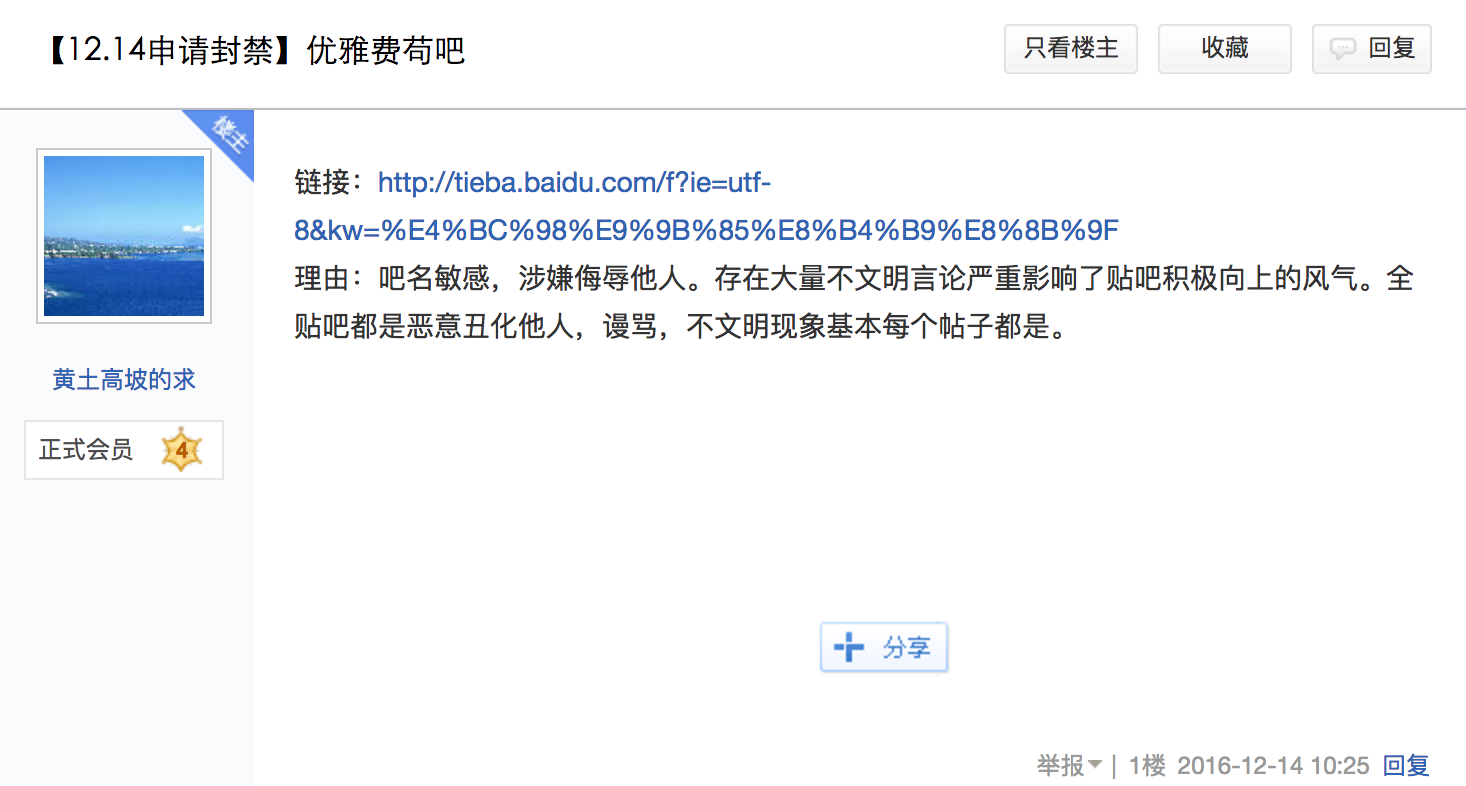 【12.14申请封禁】优雅费苟吧
只看楼主
收藏
回复
楼主
链接：http://tieba.baidu.com/f?ie=utf-
8&kw=%E4%BC%98%E9%9B%85%E8%B4%B9%E8%8B%9F
理由：吧名敏感，涉嫌侮辱他人。存在大量不文明言论严重影响了贴吧积极向上的风气。全
贴吧都是恶意丑化他人，谩骂，不文明现象基本每个帖子都是。
黄土高坡的求
正式会员 4
分享
举报 | 1楼 2016-12-14 10:25 回复